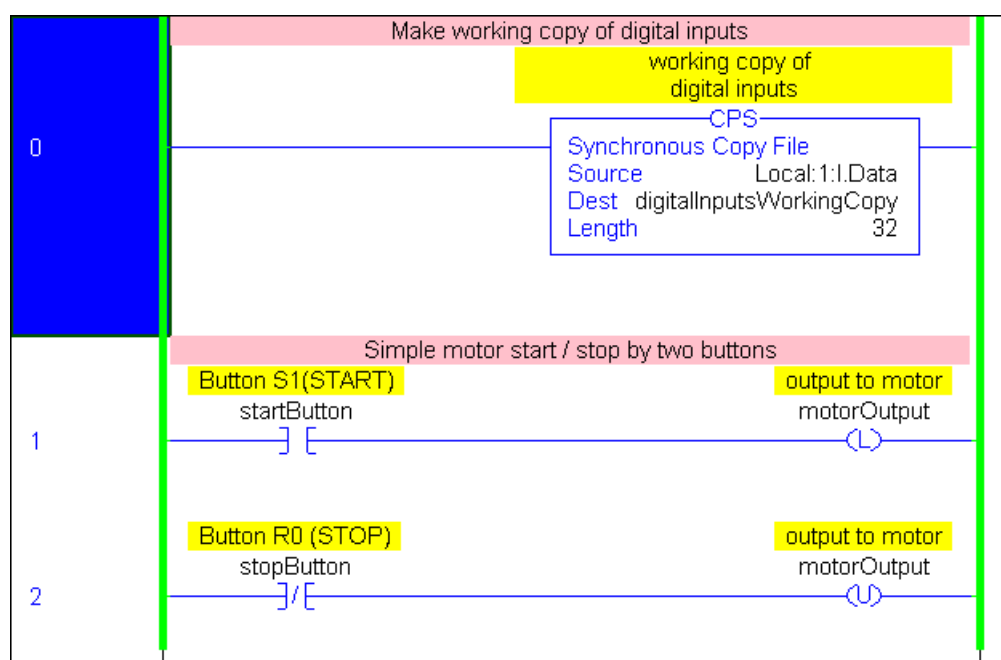 Make working copy of digital inputs
working copy of
digital inputs
CPS
0
Synchronous Copy File
Source Local:1:I.Data
Dest digitalInputsWorkingCopy
Length 32
Simple motor start / stop by two buttons
Button S1(START) output to motor
startButton motorOutput
1 L
Button R0 (STOP) output to motor
stopButton motorOutput
2 / U